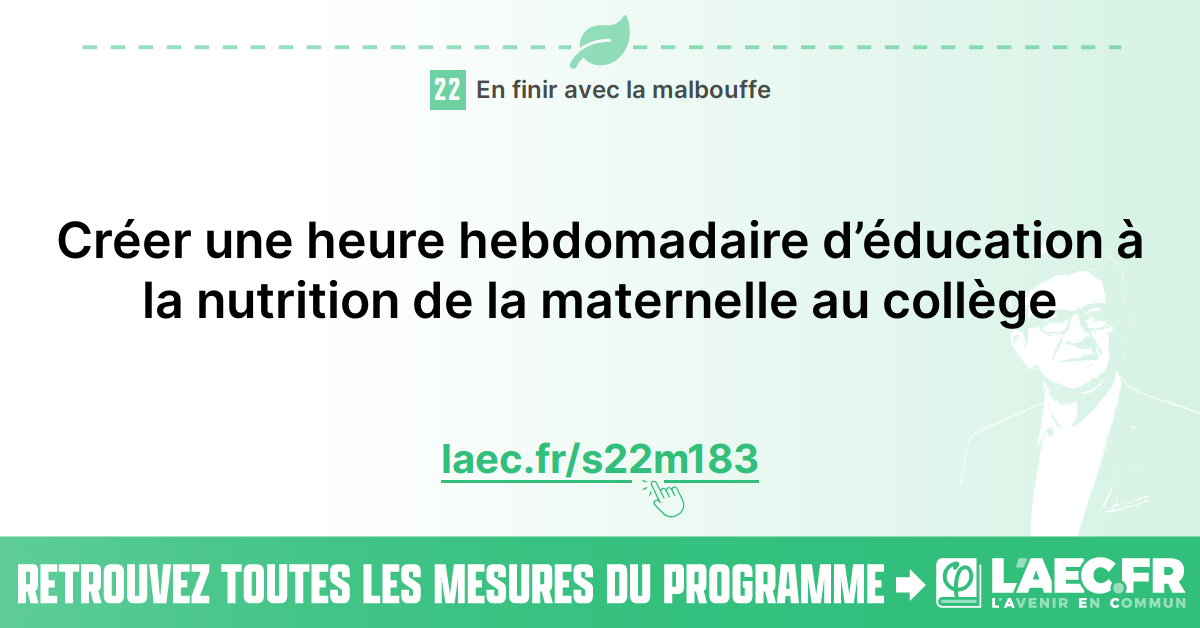 22 En finir avec la malbouffe
Créer une heure hebdomadaire d’éducation à
la nutrition de la maternelle au collège
laec.fr/s22m183
RETROUVEZ TOUTES LES MESURES DU PROGRAMME
L'AEC.FR
L'AVENIR EN COMMUN